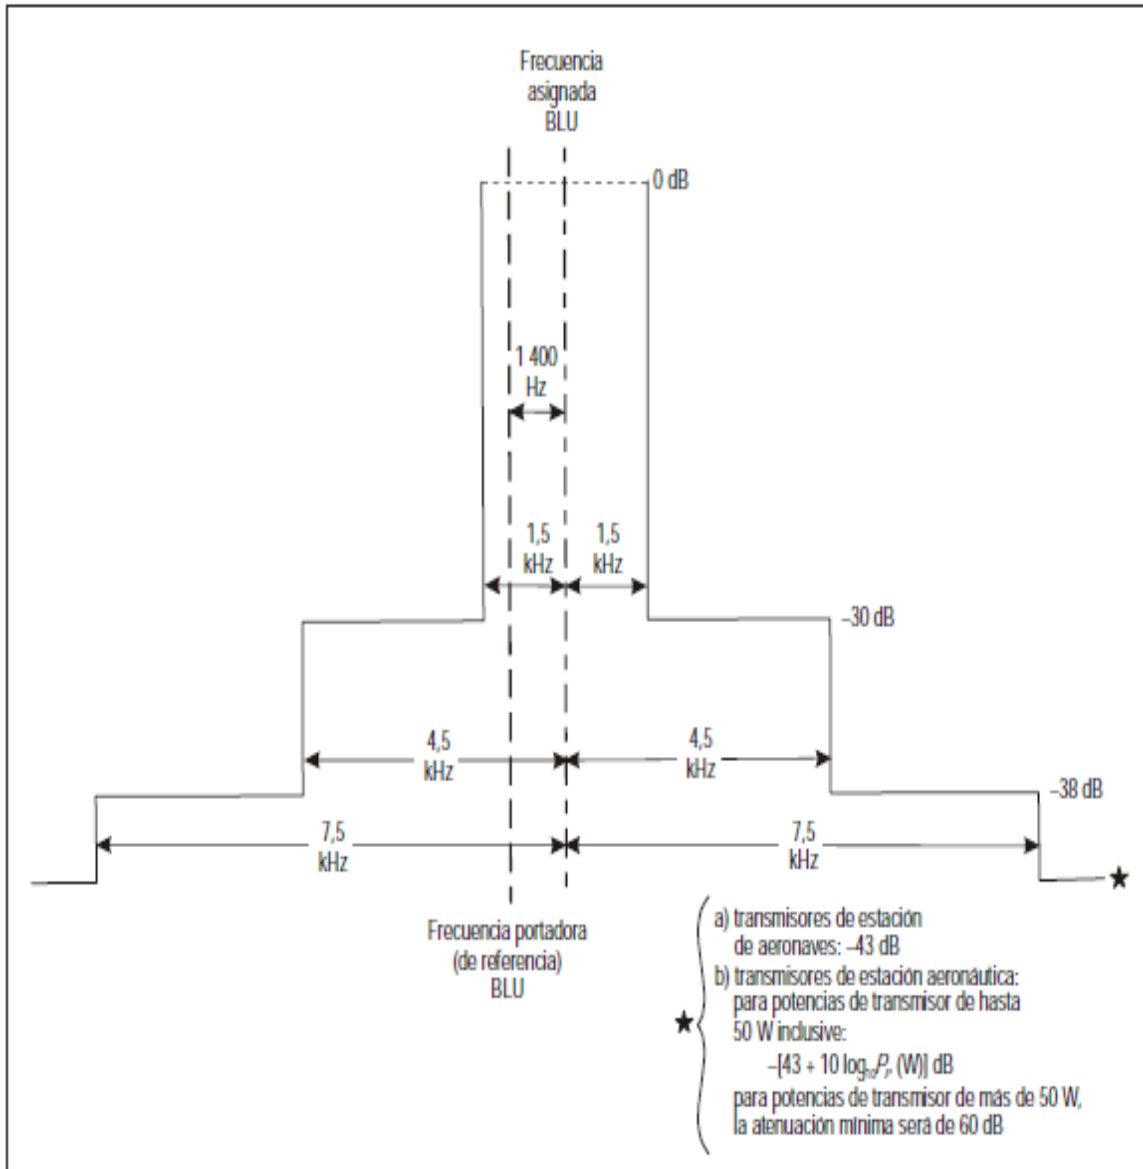 Frecuencia
asignada
BLU
0 dB
1 400
Hz
1,5
kHz
1,5
kHz
–30 dB
4,5
kHz
4,5
kHz
–38 dB
7,5
kHz
7,5
kHz
★
Frecuencia portadora
(de referencia)
BLU
★
a) transmisores de estación
de aeronaves: –43 dB
b) transmisores de estación aeronáutica:
para potencias de transmisor de hasta
50 W inclusive:
–[43 + 10 log₁₀Pₚ (W)] dB
para potencias de transmisor de más de 50 W,
la atenuación mínima será de 60 dB